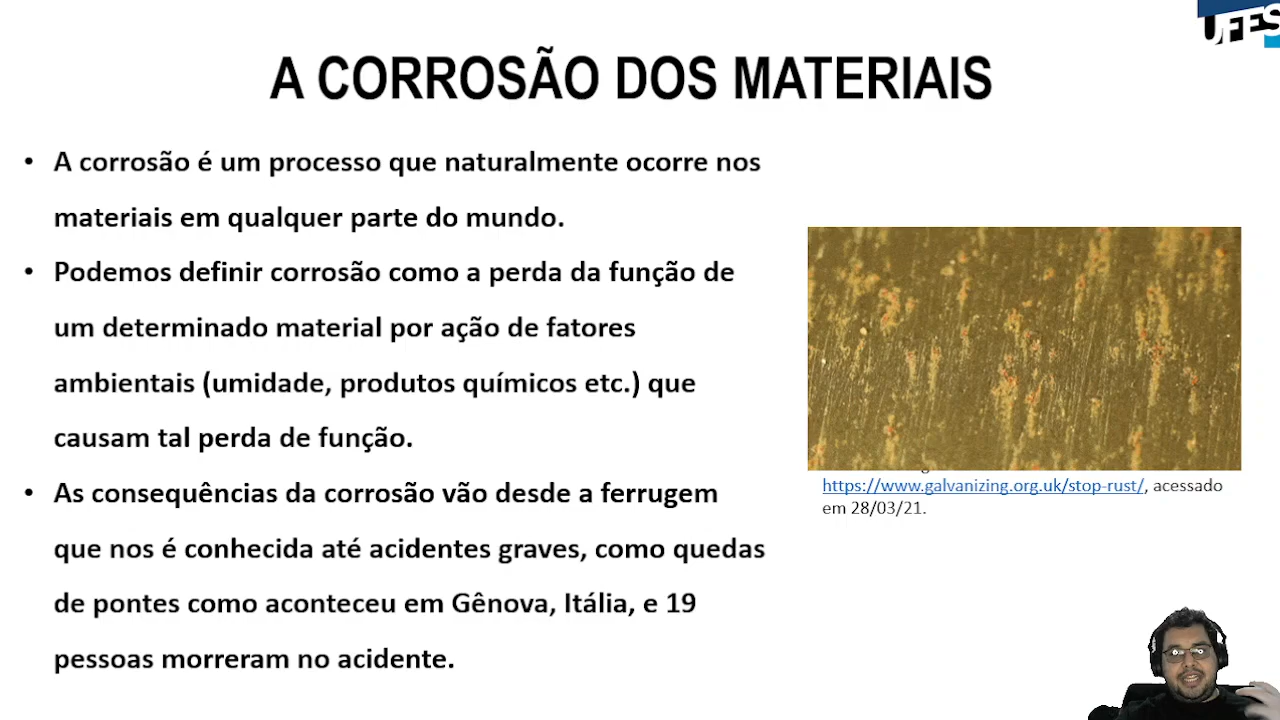 UFES
A CORROSÃO DOS MATERIAIS
• A corrosão é um processo que naturalmente ocorre nos
materiais em qualquer parte do mundo.
• Podemos definir corrosão como a perda da função de
um determinado material por ação de fatores
ambientais (umidade, produtos químicos etc.) que
causam tal perda de função.
• As consequências da corrosão vão desde a ferrugem
que nos é conhecida até acidentes graves, como quedas
de pontes como aconteceu em Gênova, Itália, e 19
pessoas morreram no acidente.
https://www.galvanizing.org.uk/stop-rust/, acessado
em 28/03/21.